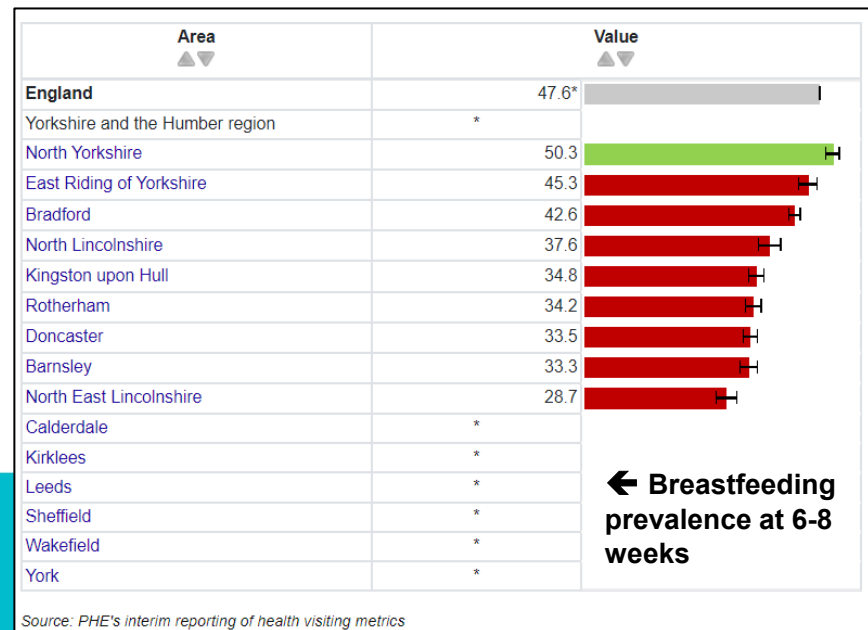 Area Value
England 47.6*
Yorkshire and the Humber region *
North Yorkshire 50.3
East Riding of Yorkshire 45.3
Bradford 42.6
North Lincolnshire 37.6
Kingston upon Hull 34.8
Rotherham 34.2
Doncaster 33.5
Barnsley 33.3
North East Lincolnshire 28.7
Calderdale *
Kirklees *
Leeds *
Sheffield *
Wakefield *
York *
← Breastfeeding
prevalence at 6-8
weeks
Source: PHE's interim reporting of health visiting metrics